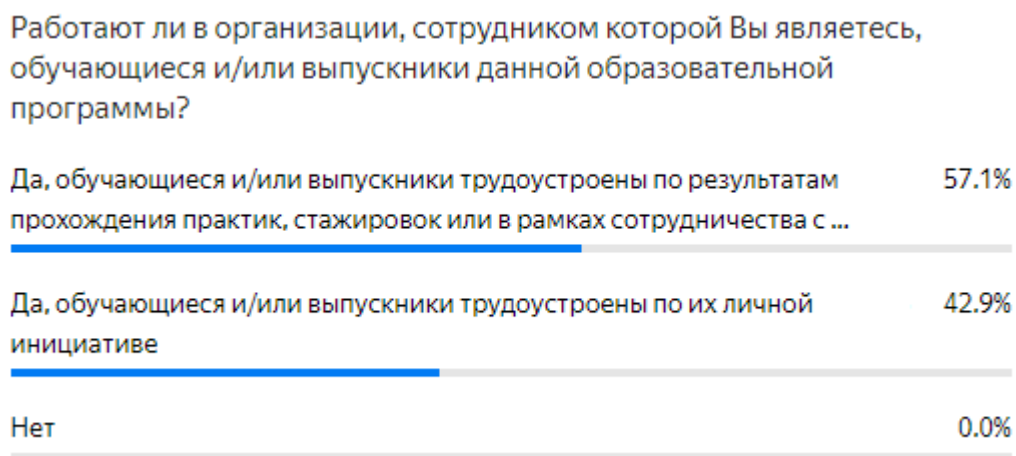 Работают ли в организации, сотрудником которой Вы являетесь,
обучающиеся и/или выпускники данной образовательной
программы?
Да, обучающиеся и/или выпускники трудоустроены по результатам 57.1%
прохождения практик, стажировок или в рамках сотрудничества с ...
Да, обучающиеся и/или выпускники трудоустроены по их личной 42.9%
инициативе
Нет 0.0%